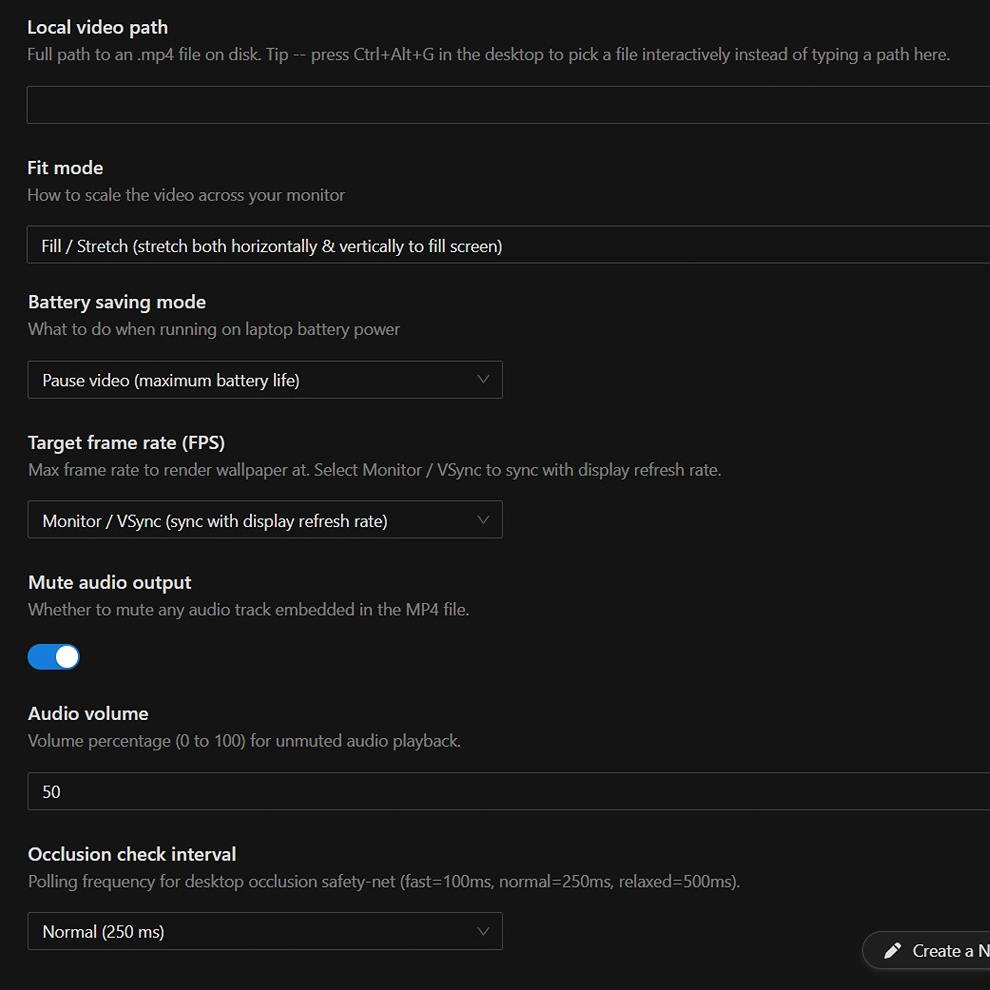 Local video path
Full path to an .mp4 file on disk. Tip -- press Ctrl+Alt+G in the desktop to pick a file interactively instead of typing a path here.
Fit mode
How to scale the video across your monitor
Fill / Stretch (stretch both horizontally & vertically to fill screen)
Battery saving mode
What to do when running on laptop battery power
Pause video (maximum battery life)
Target frame rate (FPS)
Max frame rate to render wallpaper at. Select Monitor / VSync to sync with display refresh rate.
Monitor / VSync (sync with display refresh rate)
Mute audio output
Whether to mute any audio track embedded in the MP4 file.
Audio volume
Volume percentage (0 to 100) for unmuted audio playback.
50
Occlusion check interval
Polling frequency for desktop occlusion safety-net (fast=100ms, normal=250ms, relaxed=500ms).
Normal (250 ms)
Create a N